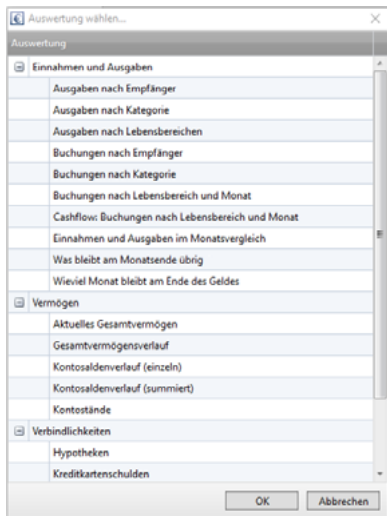 Auswertung wählen...
Auswertung
Einnahmen und Ausgaben
Ausgaben nach Empfänger
Ausgaben nach Kategorie
Ausgaben nach Lebensbereichen
Buchungen nach Empfänger
Buchungen nach Kategorie
Buchungen nach Lebensbereich und Monat
Cashflow: Buchungen nach Lebensbereich und Monat
Einnahmen und Ausgaben im Monatsvergleich
Was bleibt am Monatsende übrig
Wieviel Monat bleibt am Ende des Geldes
Vermögen
Aktuelles Gesamtvermögen
Gesamtvermögensverlauf
Kontosaldenverlauf (einzeln)
Kontosaldenverlauf (summiert)
Kontostände
Verbindlichkeiten
Hypotheken
Kreditkartenschulden
OK
Abbrechen